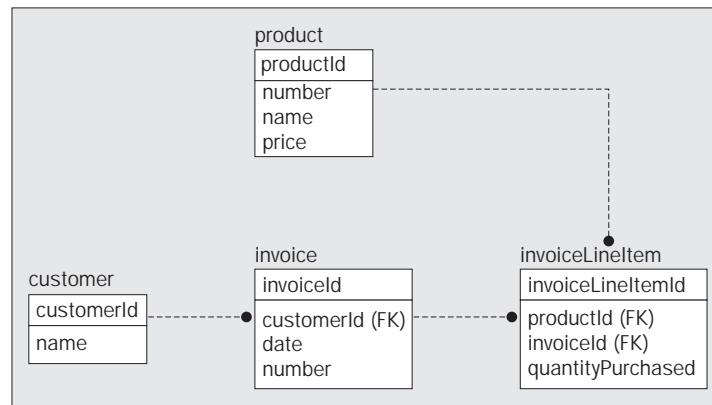 product
productId
number
name
price
customer
customerId
name
invoice
invoiceId
customerId (FK)
date
number
invoiceLineItem
invoiceLineItemId
productId (FK)
invoiceId (FK)
quantityPurchased